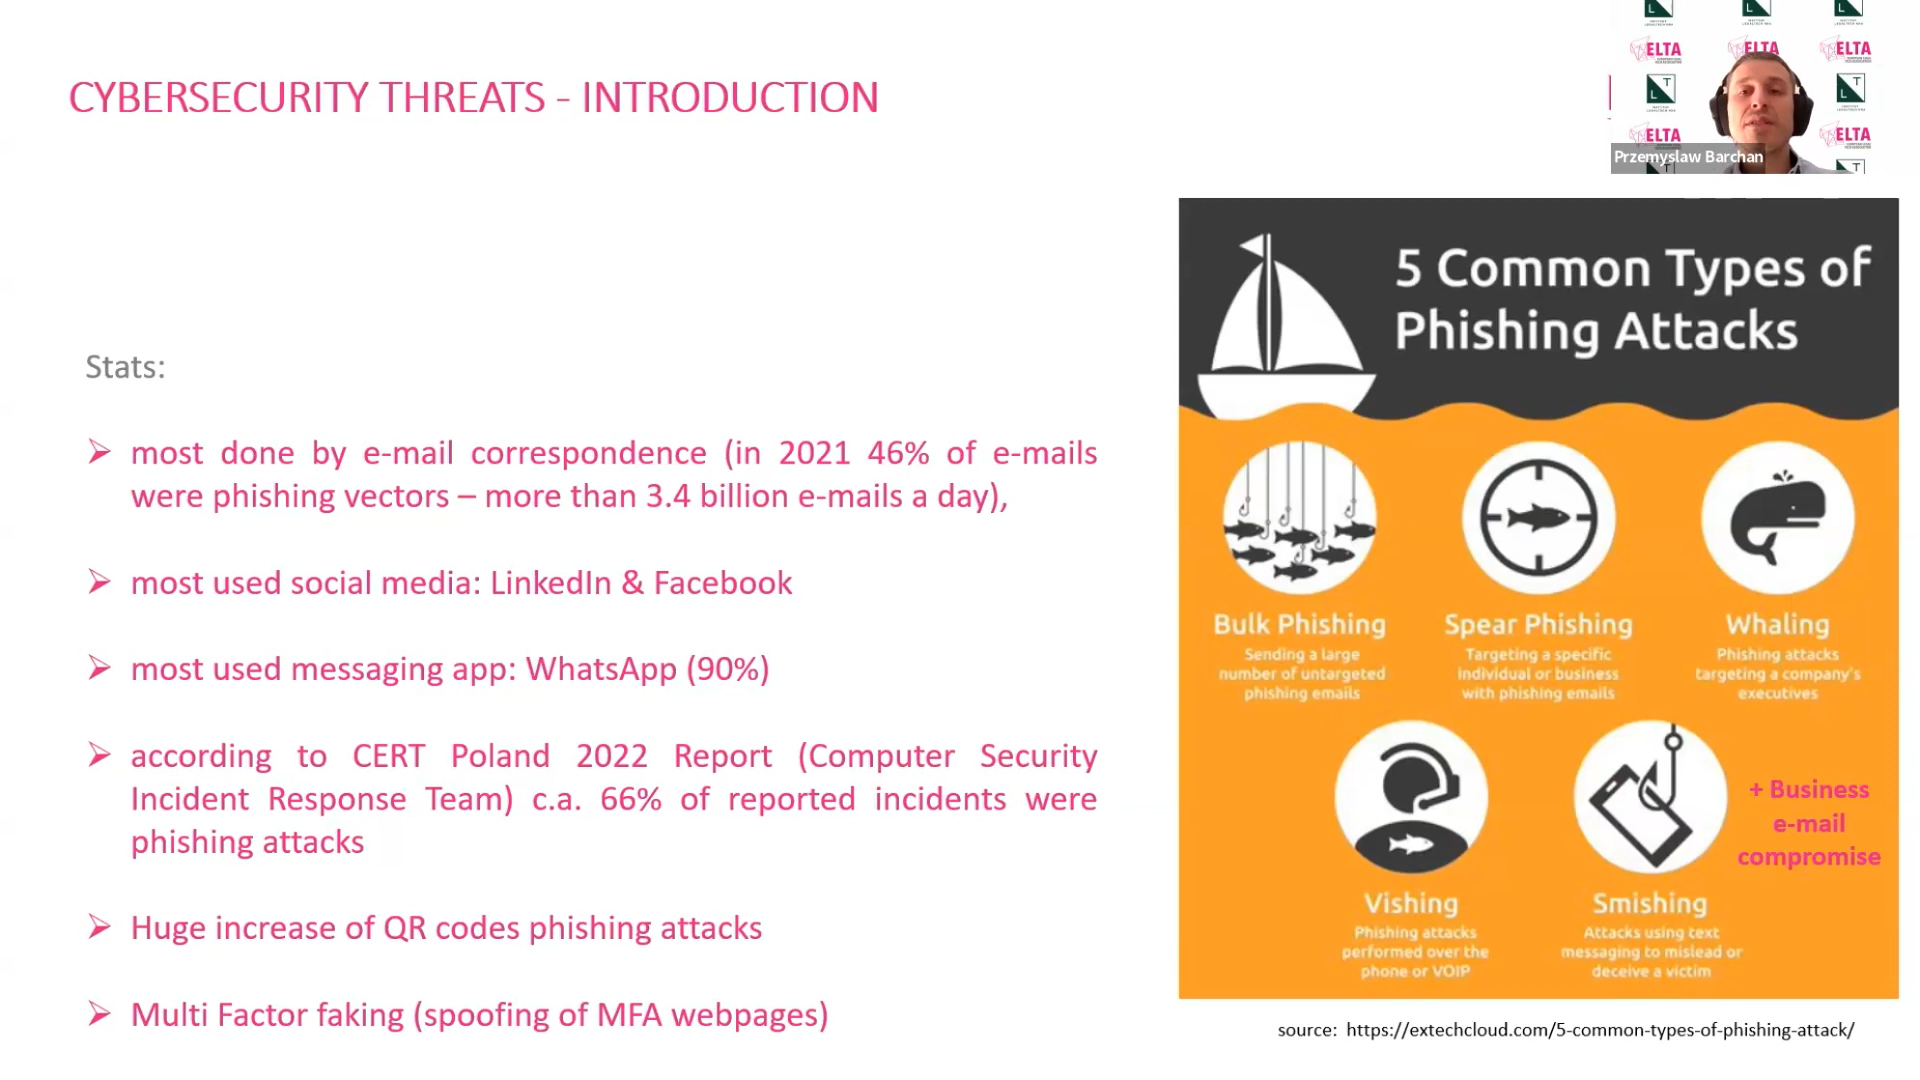 CYBERSECURITY THREATS - INTRODUCTION
ELTA
ELTA
ELTA
L T
L T
ELTA
ELTA
Przemyslaw Barchan
T
T
Stats:
most done by e-mail correspondence (in 2021 46% of e-mails
were phishing vectors – more than 3.4 billion e-mails a day),
most used social media: LinkedIn & Facebook
most used messaging app: WhatsApp (90%)
according to CERT Poland 2022 Report (Computer Security
Incident Response Team) c.a. 66% of reported incidents were
phishing attacks
Huge increase of QR codes phishing attacks
Multi Factor faking (spoofing of MFA webpages)
5 Common Types of
Phishing Attacks
Bulk Phishing
Sending a large
number of untargeted
phishing emails
Spear Phishing
Targeting a specific
individual or business
with phishing emails
Whaling
Phishing attacks
targeting a company's
executives
Vishing
Phishing attacks
performed over the
phone or VOIP
Smishing
Attacks using text
messaging to mislead or
deceive a victim
+ Business
e-mail
compromise
source: https://extechcloud.com/5-common-types-of-phishing-attack/